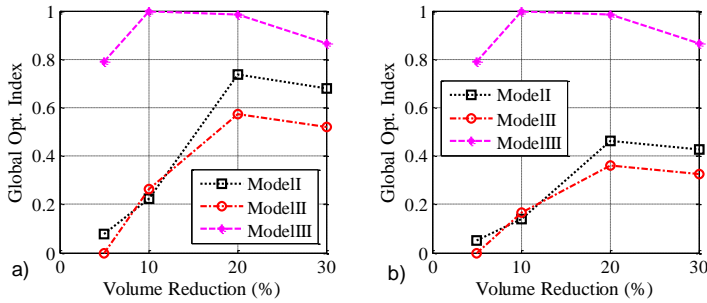 1
0.8
0.6
0.4
0.2
0
0 10 20 30
Global Opt. Index
Volume Reduction (%)
ModelI
ModelII
ModelIII
a)
1
0.8
0.6
0.4
0.2
0
0 10 20 30
Global Opt. Index
Volume Reduction (%)
ModelI
ModelII
ModelIII
b)